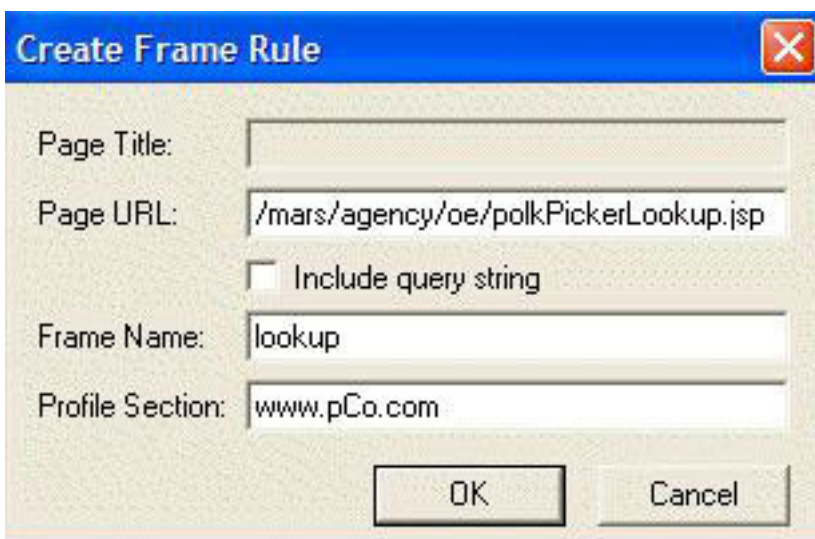 Create Frame Rule
Page Title:
Page URL: /mars/agency/oe/polkPickerLookup.jsp
Include query string
Frame Name: lookup
Profile Section: www.pCo.com
OK Cancel